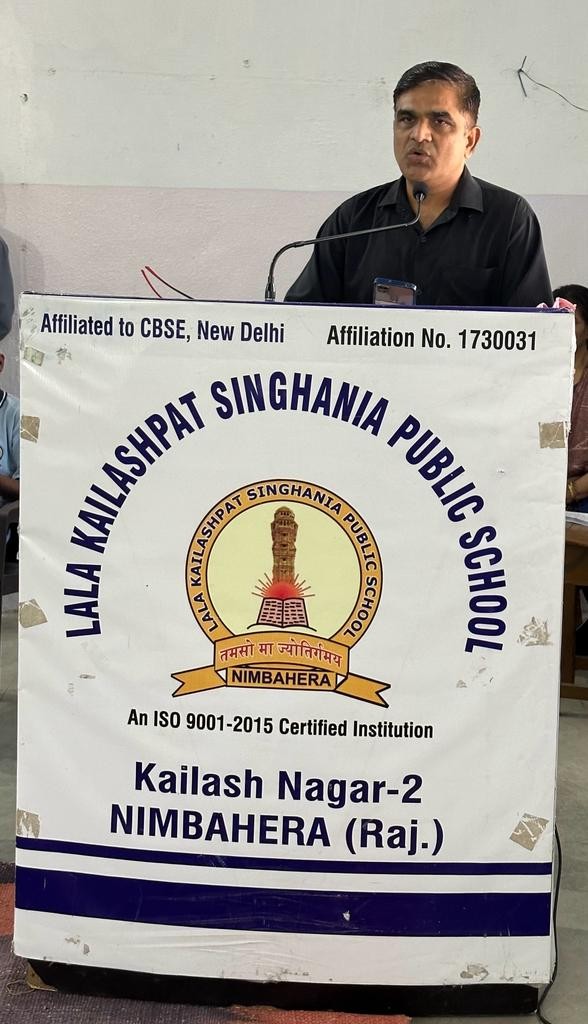 Affiliated to CBSE, New Delhi Affiliation No. 1730031
LALA KAILASHPAT SINGHANIA PUBLIC SCHOOL
LALA KAILASHPAT SINGHANIA PUBLIC SCHOOL
तमसो मा ज्योतिर्गमय
NIMBAHERA
An ISO 9001-2015 Certified Institution
Kailash Nagar-2
NIMBAHERA (Raj.)